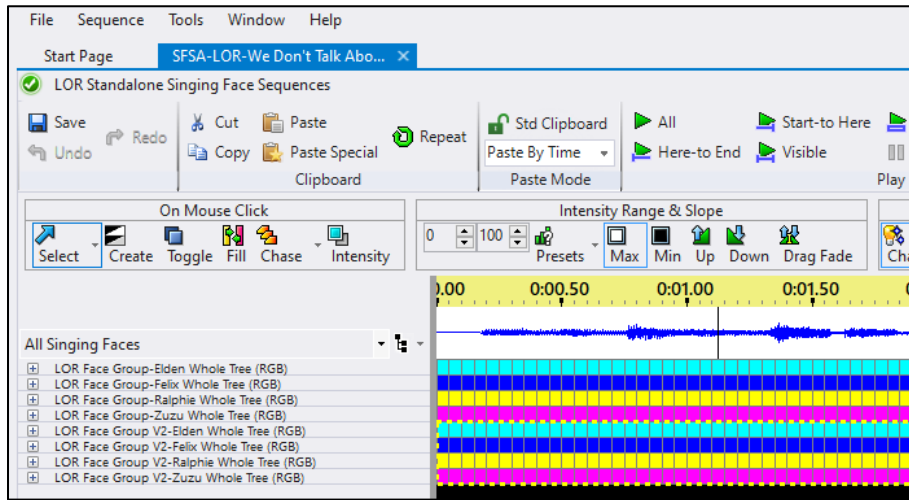 File Sequence Tools Window Help
Start Page SFSA-LOR-We Don't Talk Abo... ×
LOR Standalone Singing Face Sequences
Save Redo Cut Paste Repeat Std Clipboard All Start-to Here
Undo Copy Paste Special Paste By Time Here-to End Visible
Clipboard Paste Mode Play
On Mouse Click Intensity Range & Slope
0 100
Select Create Toggle Fill Chase Intensity Presets Max Min Up Down Drag Fade Cha
0.00 0:00.50 0:01.00 0:01.50
All Singing Faces
LOR Face Group-Elden Whole Tree (RGB)
LOR Face Group-Felix Whole Tree (RGB)
LOR Face Group-Ralphie Whole Tree (RGB)
LOR Face Group-Zuzu Whole Tree (RGB)
LOR Face Group V2-Elden Whole Tree (RGB)
LOR Face Group V2-Felix Whole Tree (RGB)
LOR Face Group V2-Ralphie Whole Tree (RGB)
LOR Face Group V2-Zuzu Whole Tree (RGB)